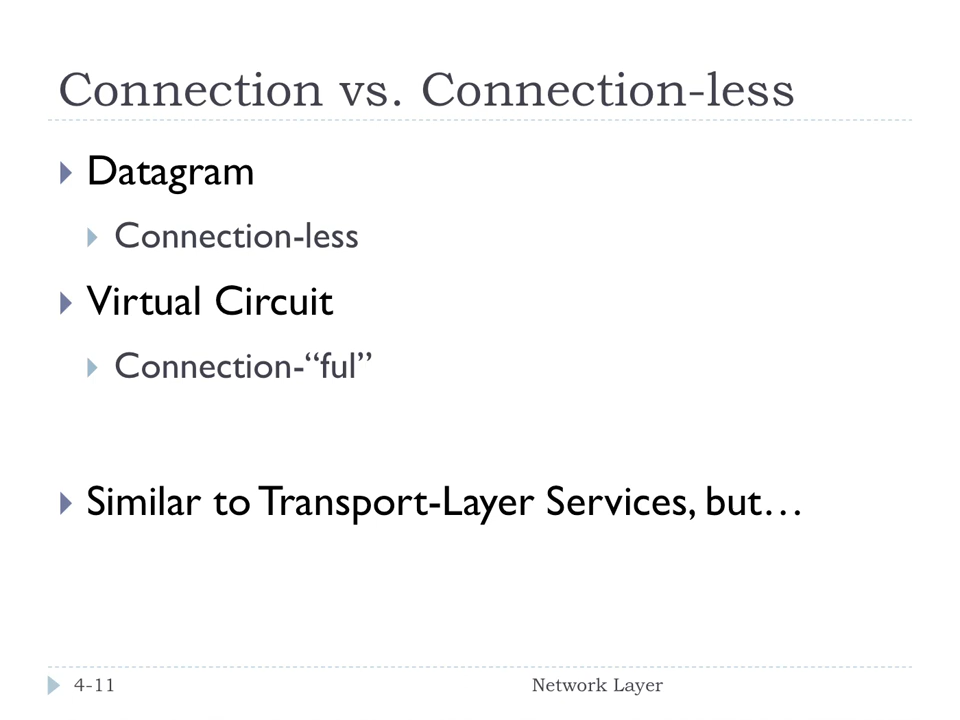 Connection vs. Connection-less
Datagram
Connection-less
Virtual Circuit
Connection-“ful”
Similar to Transport-Layer Services, but…
4-11 Network Layer